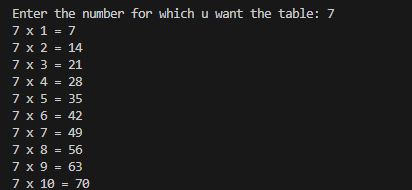 Enter the number for which u want the table: 7
7 x 1 = 7
7 x 2 = 14
7 x 3 = 21
7 x 4 = 28
7 x 5 = 35
7 x 6 = 42
7 x 7 = 49
7 x 8 = 56
7 x 9 = 63
7 x 10 = 70